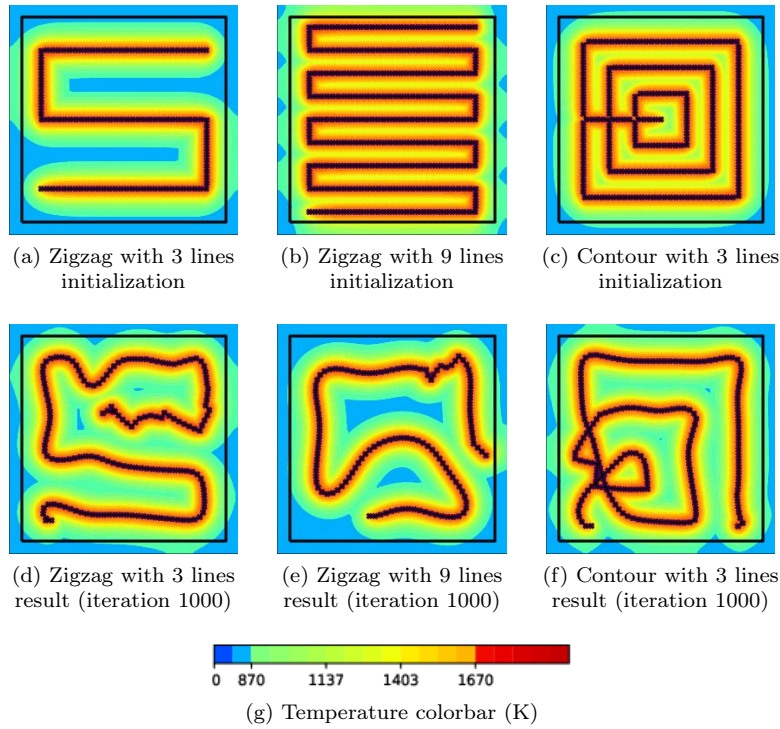 (a) Zigzag with 3 lines
initialization
(b) Zigzag with 9 lines
initialization
(c) Contour with 3 lines
initialization
(d) Zigzag with 3 lines
result (iteration 1000)
(e) Zigzag with 9 lines
result (iteration 1000)
(f) Contour with 3 lines
result (iteration 1000)
0 870 1137 1403 1670
(g) Temperature colorbar (K)